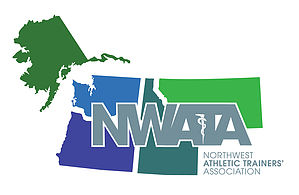 NWATA
NORTHWEST
ATHLETIC TRAINERS'
ASSOCIATION